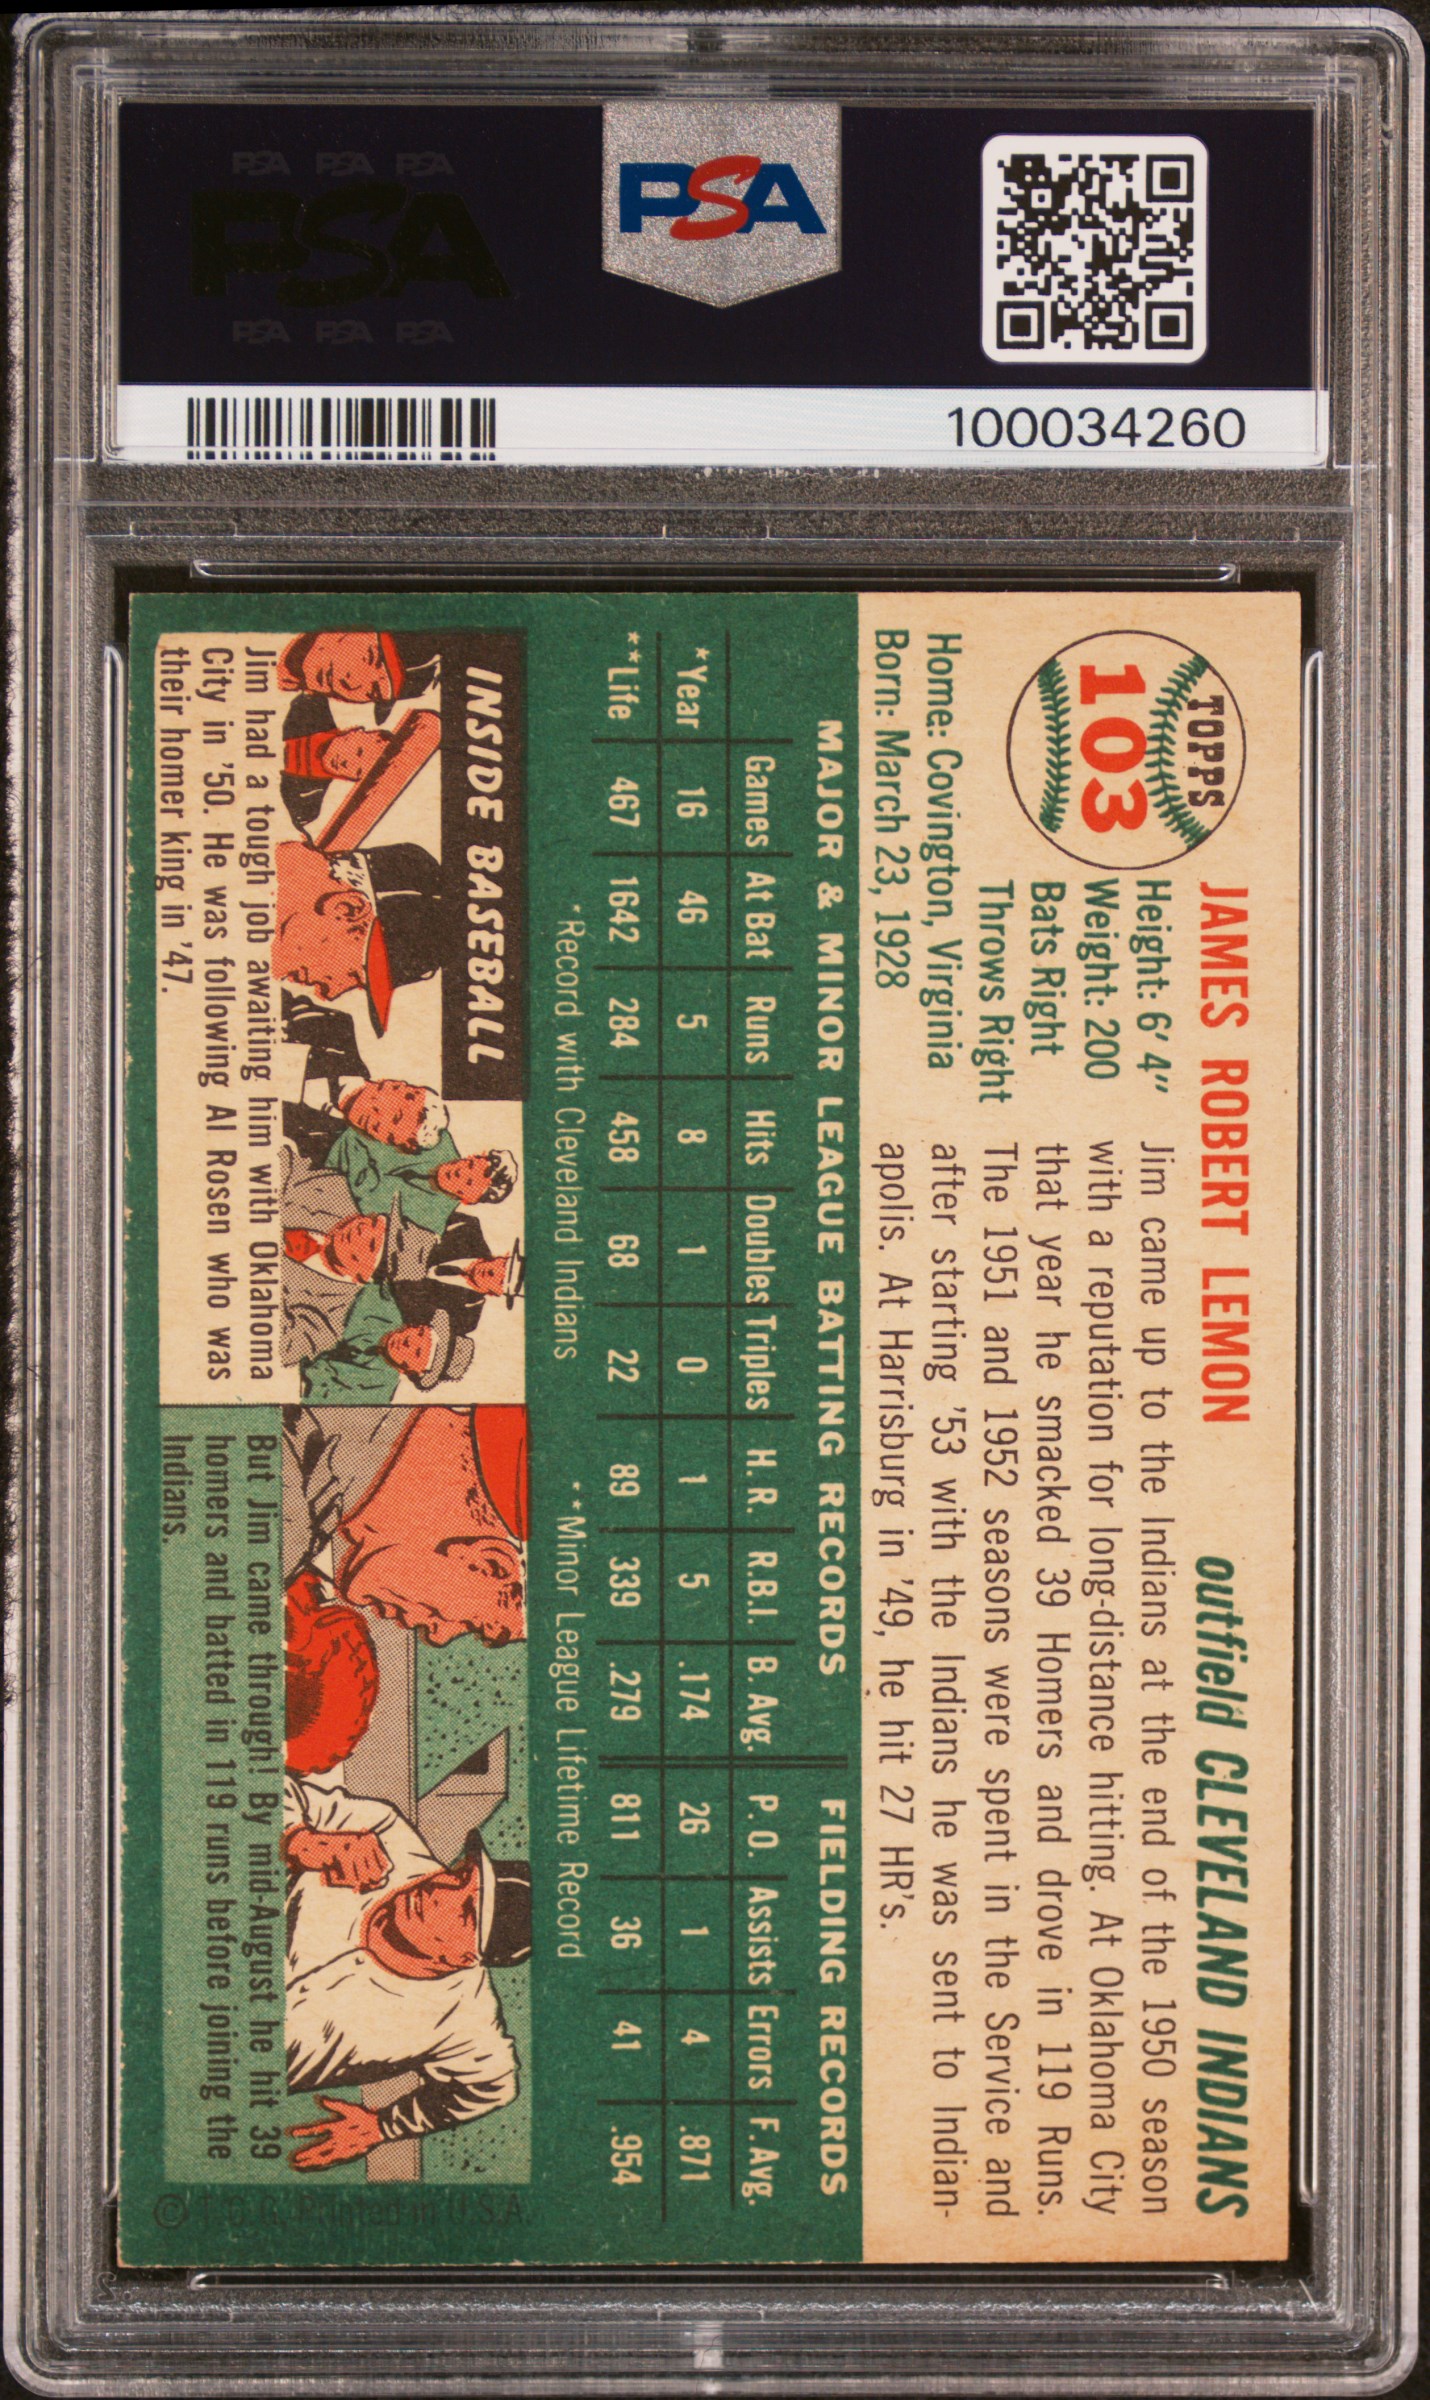 PSA PSA PSA
PSA
PSA PSA PSA
PSA
100034260
TOPPS
103
JAMES ROBERT LEMON
outfield CLEVELAND INDIANS
Height: 6' 4"
Weight: 200
Bats Right
Throws Right
Home: Covington, Virginia
Born: March 23, 1928
Jim came up to the Indians at the end of the 1950 season
with a reputation for long-distance hitting. At Oklahoma City
that year he smacked 39 Homers and drove in 119 Runs.
The 1951 and 1952 seasons were spent in the Service and
after starting '53 with the Indians he was sent to Indian-
apolis. At Harrisburg in '49, he hit 27 HR's.
MAJOR & MINOR LEAGUE BATTING RECORDS FIELDING RECORDS
Games At Bat Runs Hits Doubles Triples H. R. R.B.I. B. Avg. P. O. Assists Errors F. Avg.
*Year 16 46 5 8 1 0 1 5 .174 26 1 4 .871
**Life 467 1642 284 458 68 22 89 339 .279 811 36 41 .954
*Record with Cleveland Indians **Minor League Lifetime Record
INSIDE BASEBALL
Jim had a tough job awaiting him with Oklahoma
City in '50. He was following Al Rosen who was
their homer king in '47.
But Jim came through! By mid-August he hit 39
homers and batted in 119 runs before joining the
Indians.
© T.C.G. Printed in U.S.A.